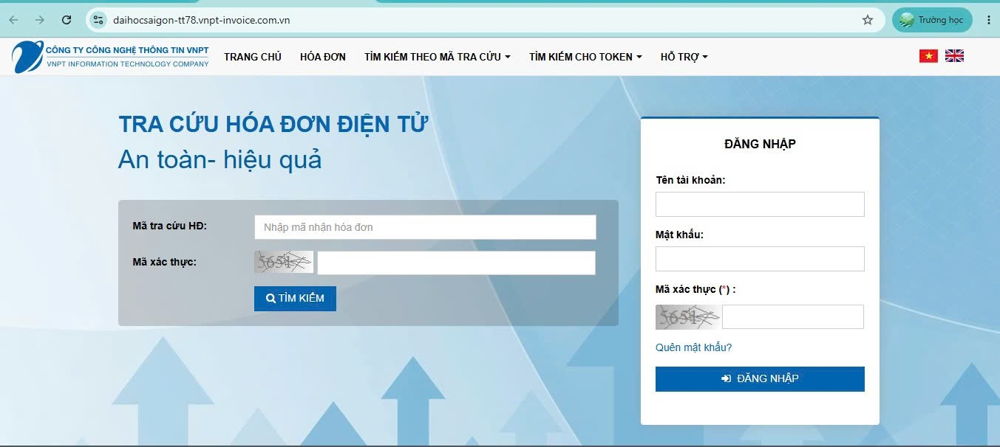 daihocsaigon-tt78.vnpt-invoice.com.vn
Trường học
CÔNG TY CÔNG NGHỆ THÔNG TIN VNPT
VNPT INFORMATION TECHNOLOGY COMPANY
TRANG CHỦ
HÓA ĐƠN
TÌM KIẾM THEO MÃ TRA CỨU
TÌM KIẾM CHO TOKEN
HỖ TRỢ
TRA CỨU HÓA ĐƠN ĐIỆN TỬ
An toàn- hiệu quả
Mã tra cứu HĐ:
Nhập mã nhận hóa đơn
Mã xác thực:
5651
TÌM KIẾM
ĐĂNG NHẬP
Tên tài khoản:
Mật khẩu:
Mã xác thực (*) :
5651
Quên mật khẩu?
ĐĂNG NHẬP